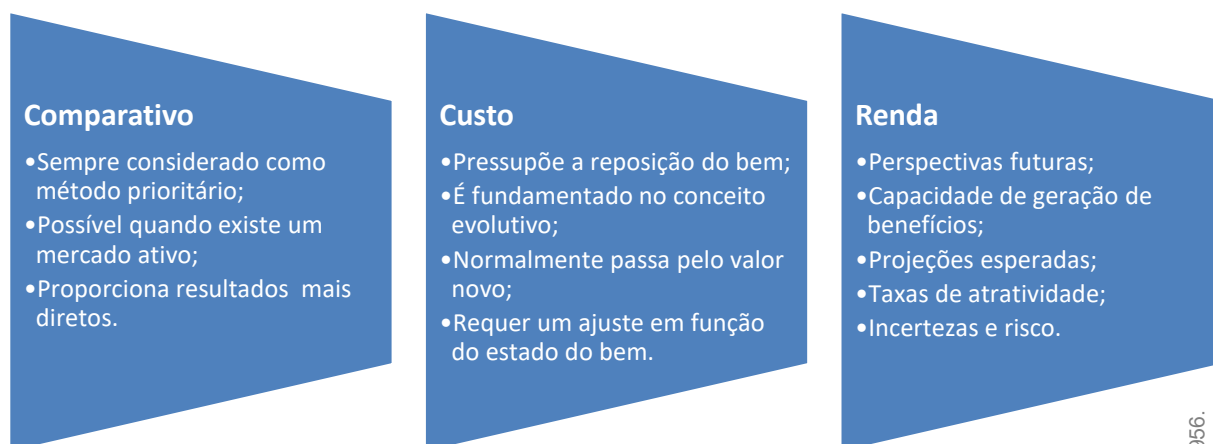 Comparativo
•Sempre considerado como
método prioritário;
•Possível quando existe um
mercado ativo;
•Proporciona resultados mais
diretos.
Custo
•Pressupõe a reposição do bem;
•É fundamentado no conceito
evolutivo;
•Normalmente passa pelo valor
novo;
•Requer um ajuste em função
do estado do bem.
Renda
•Perspectivas futuras;
•Capacidade de geração de
benefícios;
•Projeções esperadas;
•Taxas de atratividade;
•Incertezas e risco.
956.